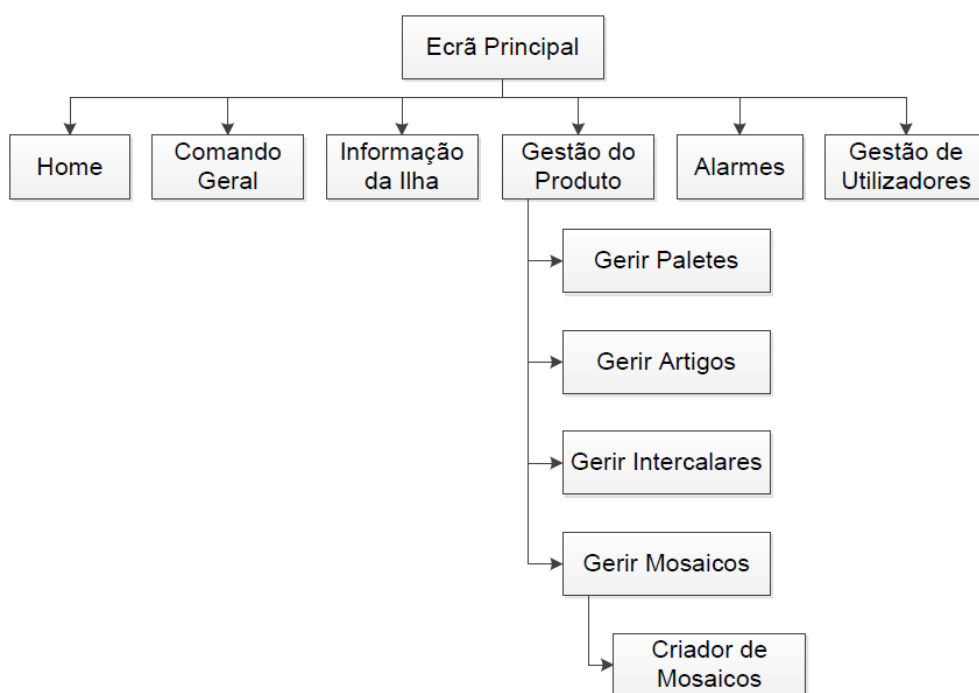 Ecrã Principal
Home
Comando
Geral
Informação
da Ilha
Gestão do
Produto
Alarmes
Gestão de
Utilizadores
Gerir Paletes
Gerir Artigos
Gerir Intercalares
Gerir Mosaicos
Criador de
Mosaicos